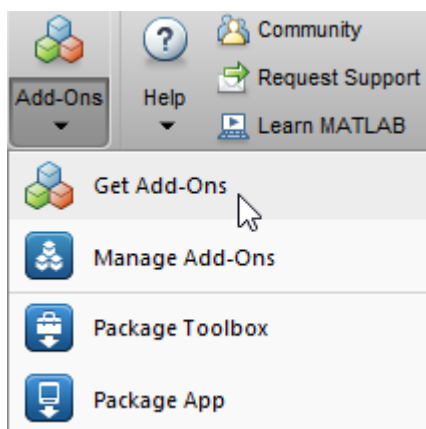 Add-Ons
Help
Community
Request Support
Learn MATLAB
Get Add-Ons
Manage Add-Ons
Package Toolbox
Package App